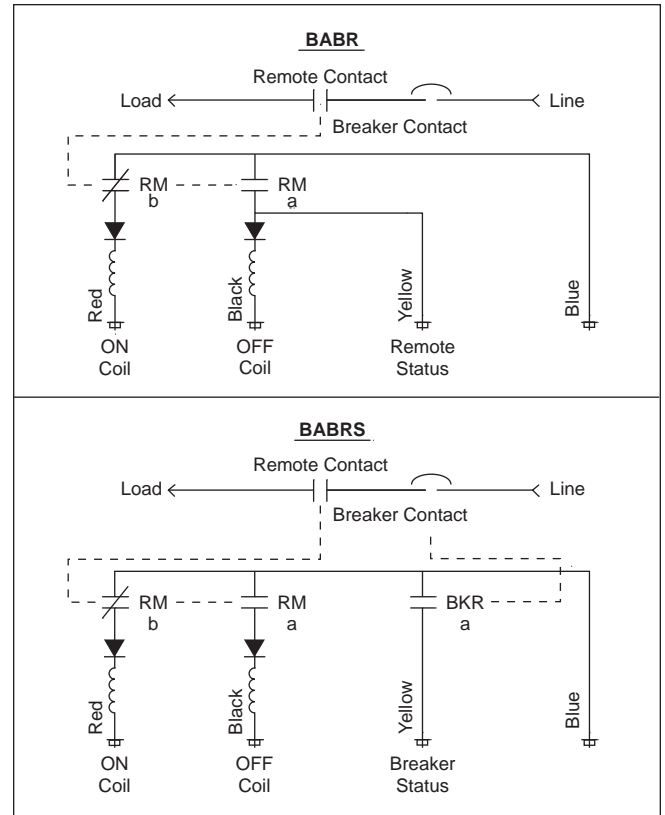 BABR
Remote Contact
Load
Line
Breaker Contact
RM
b
RM
a
Red
Black
Yellow
Blue
ON
Coil
OFF
Coil
Remote
Status
BABRS
Remote Contact
Load
Line
Breaker Contact
RM
b
RM
a
BKR
a
Red
Black
Yellow
Blue
ON
Coil
OFF
Coil
Breaker
Status